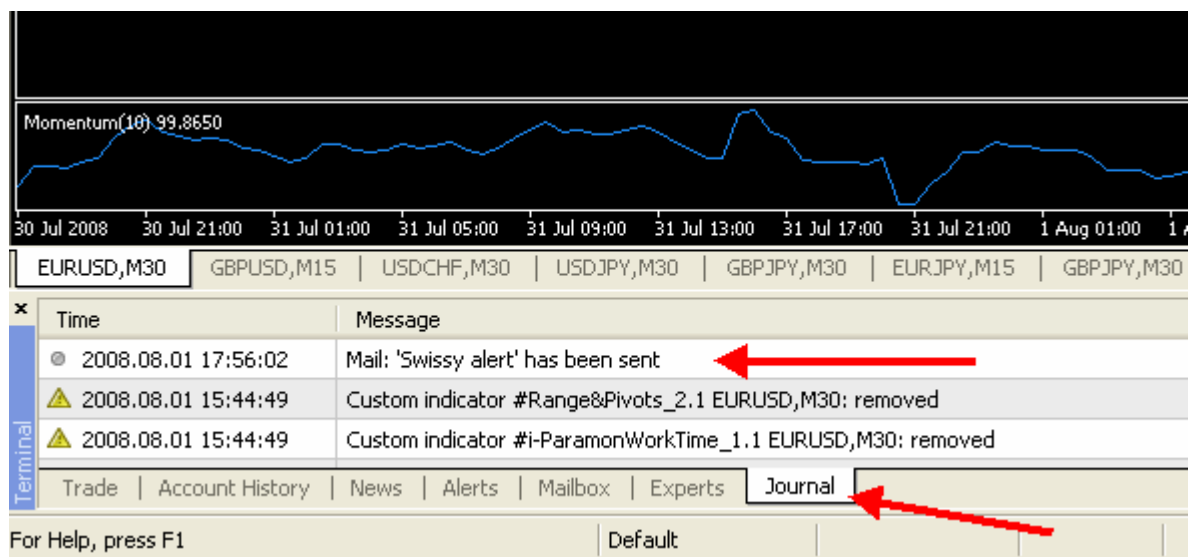 Momentum(10) 99.8650
30 Jul 2008 30 Jul 21:00 31 Jul 01:00 31 Jul 05:00 31 Jul 09:00 31 Jul 13:00 31 Jul 17:00 31 Jul 21:00 1 Aug 01:00 1
EURUSD,M30 GBPUSD,M15 | USDCHF,M30 | USDJPY,M30 | GBPJPY,M30 | EURJPY,M15 | GBPJPY,M30
x Time Message
2008.08.01 17:56:02 Mail: 'Swissy alert' has been sent
2008.08.01 15:44:49 Custom indicator #Range&Pivots_2.1 EURUSD,M30: removed
2008.08.01 15:44:49 Custom indicator #i-ParamonWorkTime_1.1 EURUSD,M30: removed
Terminal
Trade | Account History | News | Alerts | Mailbox | Experts Journal
For Help, press F1 Default